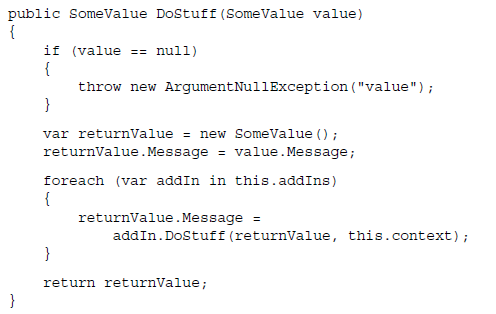 public SomeValue DoStuff(SomeValue value)
{
    if (value == null)
    {
        throw new ArgumentNullException("value");
    }
    var returnValue = new SomeValue();
    returnValue.Message = value.Message;
    foreach (var addIn in this.addIns)
    {
        returnValue.Message =
            addIn.DoStuff(returnValue, this.context);
    }
    return returnValue;
}